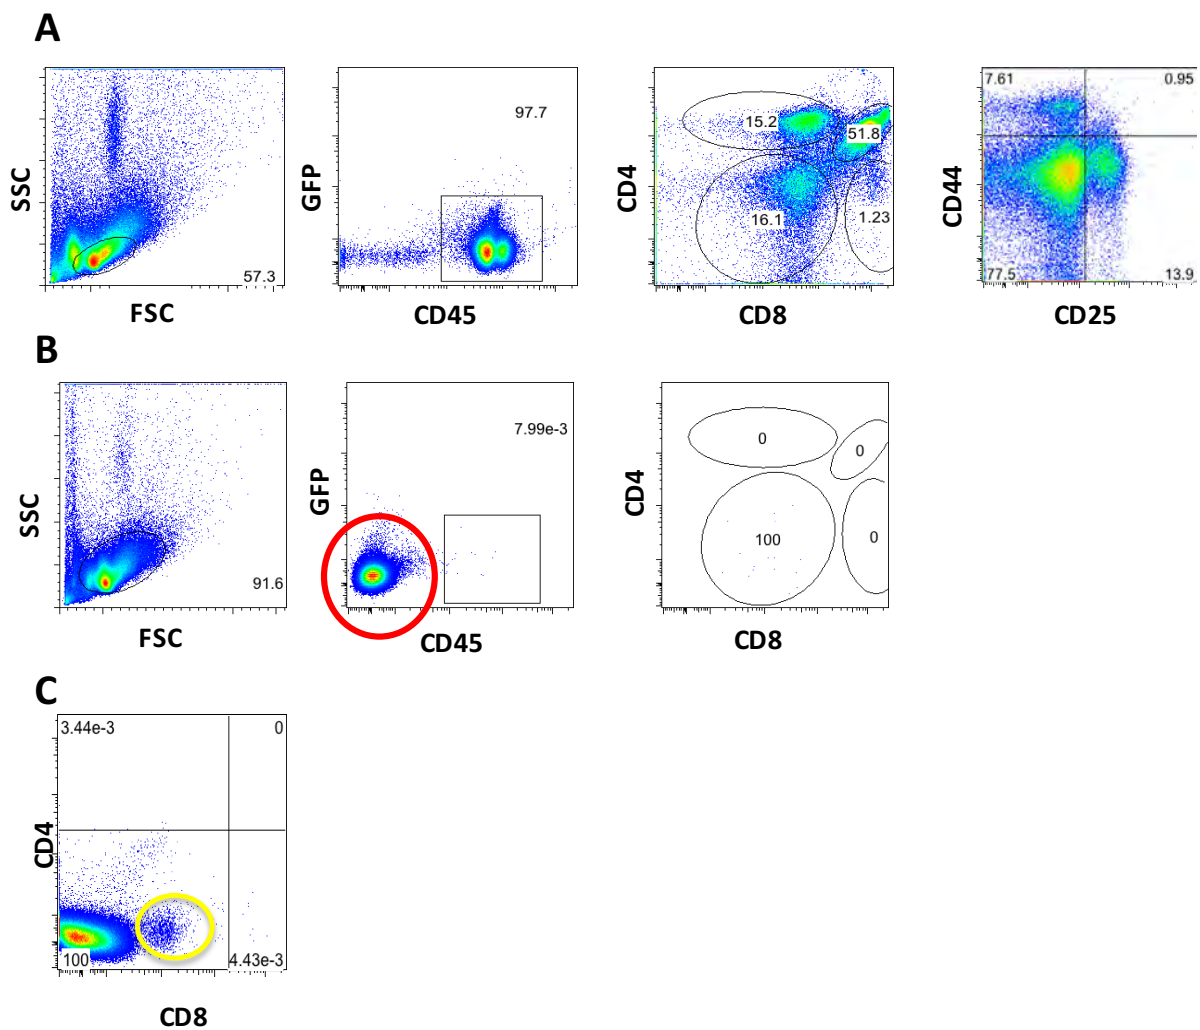 A
SSC
57.3
FSC
GFP
97.7
CD45
CD4
15.2
51.8
16.1
1.23
CD8
CD44
7.61
0.95
77.5
13.9
CD25
B
SSC
91.6
FSC
GFP
7.99e-3
CD45
CD4
0
0
100
0
CD8
C
CD4
3.44e-3
0
100
4.43e-3
CD8